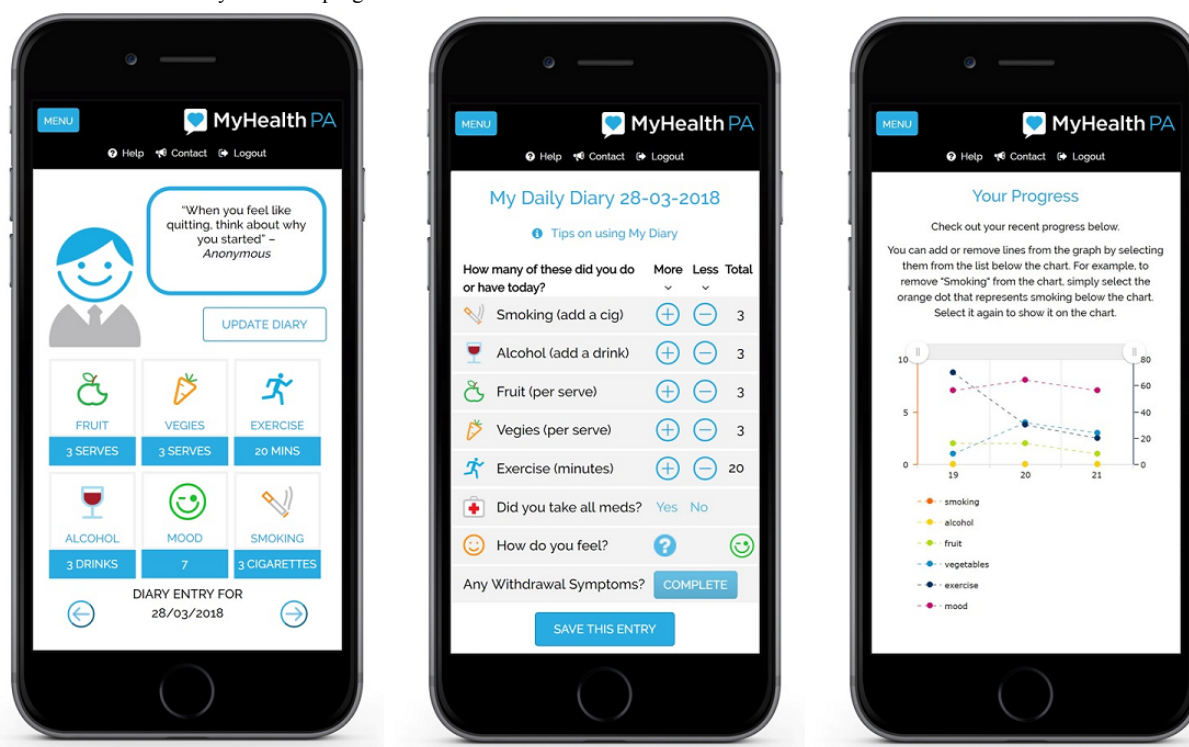 MENU
MyHealth PA
Help Contact Logout
"When you feel like
quitting, think about why
you started" –
Anonymous
UPDATE DIARY
FRUIT VEGIES EXERCISE
3 SERVES 3 SERVES 20 MINS
ALCOHOL MOOD SMOKING
3 DRINKS 7 3 CIGARETTES
DIARY ENTRY FOR
28/03/2018
MENU
MyHealth PA
Help Contact Logout
My Daily Diary 28-03-2018
Tips on using My Diary
How many of these did you do More Less Total
or have today?
Smoking (add a cig) 3
Alcohol (add a drink) 3
Fruit (per serve) 3
Vegies (per serve) 3
Exercise (minutes) 20
Did you take all meds? Yes No
How do you feel? ?
Any Withdrawal Symptoms? COMPLETE
SAVE THIS ENTRY
MENU
MyHealth PA
Help Contact Logout
Your Progress
Check out your recent progress below.
You can add or remove lines from the graph by selecting
them from the list below the chart. For example, to
remove "Smoking" from the chart, simply select the
orange dot that represents smoking below the chart.
Select it again to show it on the chart.
10 80
60
5 40
20
0 0
19 20 21
smoking
alcohol
fruit
vegetables
exercise
mood